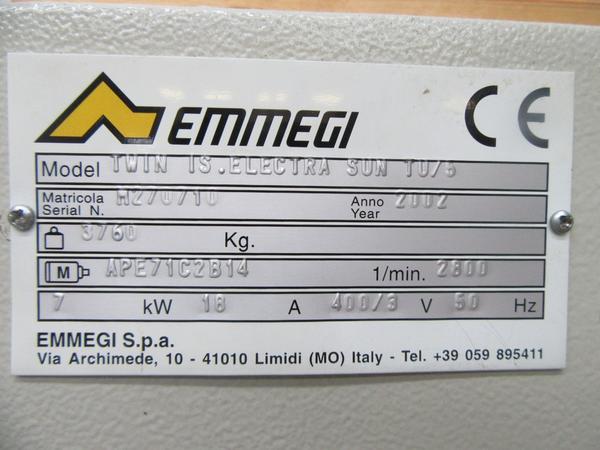 EMMEGI CE
Model TWIN IS.ELECTRA SUN TU/5
Matricola Serial N. M270710 Anno Year 2002
3760 Kg.
M APE71C2B14 1/min. 2800
7 kW 18 A 400/3 V 50 Hz
EMMEGI S.p.a.
Via Archimede, 10 - 41010 Limidi (MO) Italy - Tel. +39 059 895411